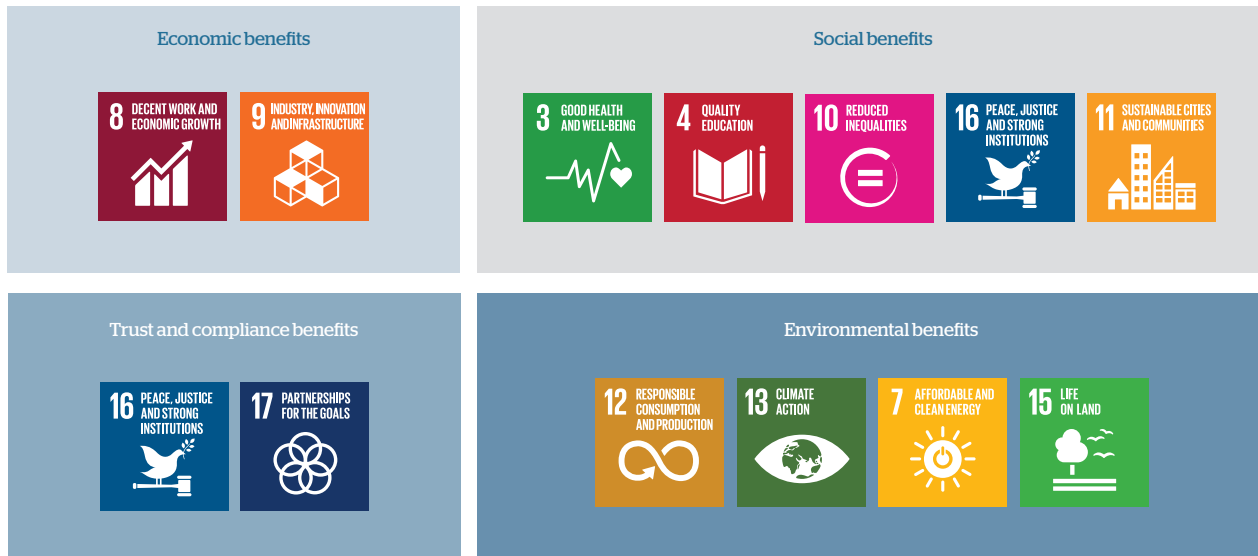 Economic benefits
8 DECENT WORK AND
ECONOMIC GROWTH
9 INDUSTRY, INNOVATION
ANDINFRASTRUCTURE
Social benefits
3 GOOD HEALTH
AND WELL-BEING
4 QUALITY
EDUCATION
10 REDUCED
INEQUALITIES
16 PEACE, JUSTICE
AND STRONG
INSTITUTIONS
11 SUSTAINABLE CITIES
AND COMMUNITIES
Trust and compliance benefits
16 PEACE, JUSTICE
AND STRONG
INSTITUTIONS
17 PARTNERSHIPS
FOR THE GOALS
Environmental benefits
12 RESPONSIBLE
CONSUMPTION
AND PRODUCTION
13 CLIMATE
ACTION
7 AFFORDABLE AND
CLEAN ENERGY
15 LIFE
ON LAND